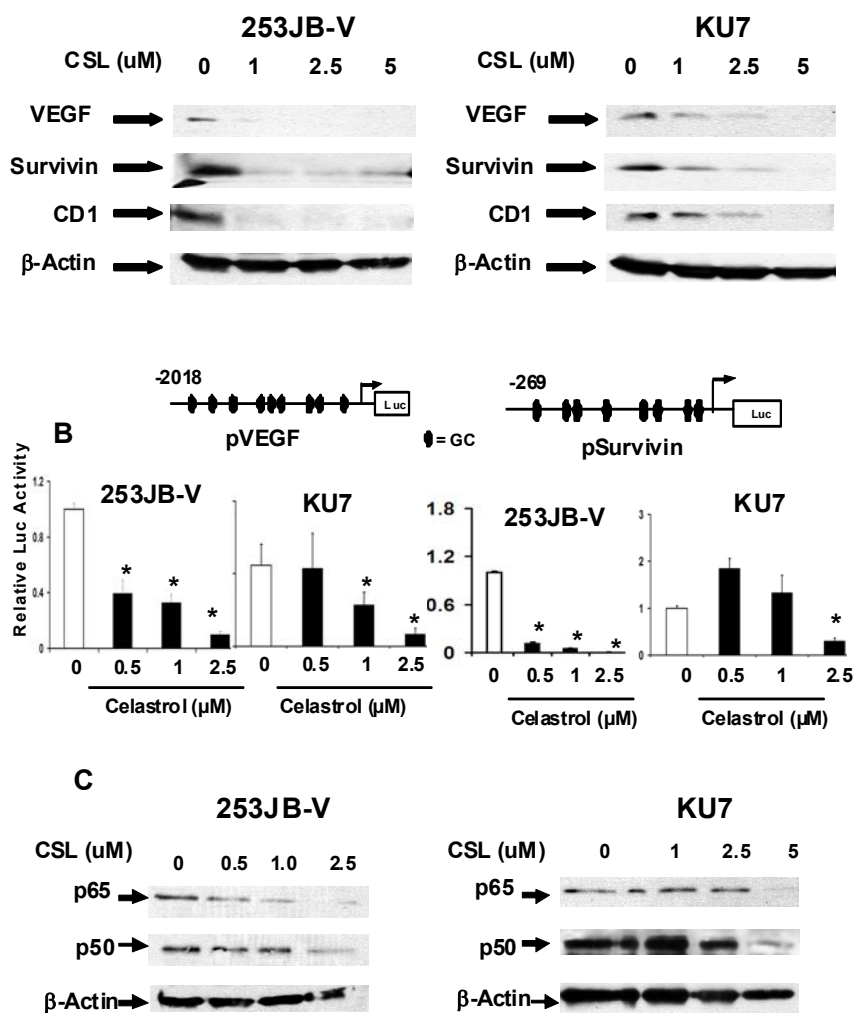 253JB-V
CSL (uM) 0 1 2.5 5
VEGF
Survivin
CD1
β-Actin
KU7
CSL (uM) 0 1 2.5 5
VEGF
Survivin
CD1
β-Actin
-2018
Luc
pVEGF
= GC
-269
Luc
pSurvivin
B
Relative Luc Activity
253JB-V
1.2
0.8
0.4
0
* * *
0 0.5 1 2.5
Celastrol (µM)
KU7
* *
0 0.5 1 2.5
Celastrol (µM)
253JB-V
1.8
1.2
0.6
0
* * *
0 0.5 1 2.5
Celastrol (µM)
KU7
3
2
1
0
*
0 0.5 1 2.5
Celastrol (µM)
C
253JB-V
CSL (uM) 0 0.5 1.0 2.5
p65
p50
β-Actin
KU7
CSL (uM) 0 1 2.5 5
p65
p50
β-Actin